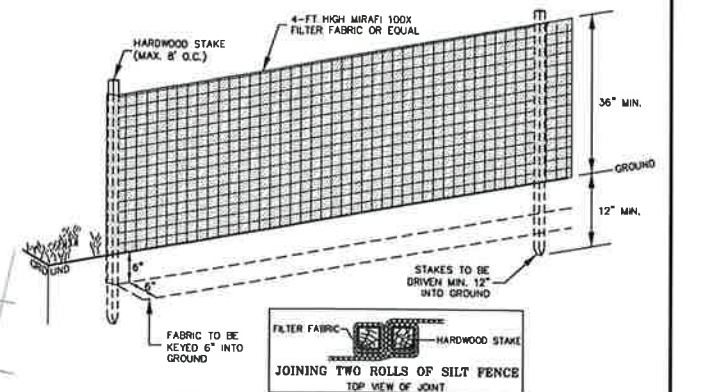 4-FT. HIGH MIRAFI 100X
FILTER FABRIC OR EQUAL
HARDWOOD STAKE
(MAX. 8' O.C.)
36" MIN.
GROUND
12" MIN.
GROUND
6"
6"
STAKES TO BE
DRIVEN MIN. 12"
INTO GROUND
FABRIC TO BE
KEYED 6" INTO
GROUND
FILTER FABRIC
HARDWOOD STAKE
JOINING TWO ROLLS OF SILT FENCE
TOP VIEW OF JOINT